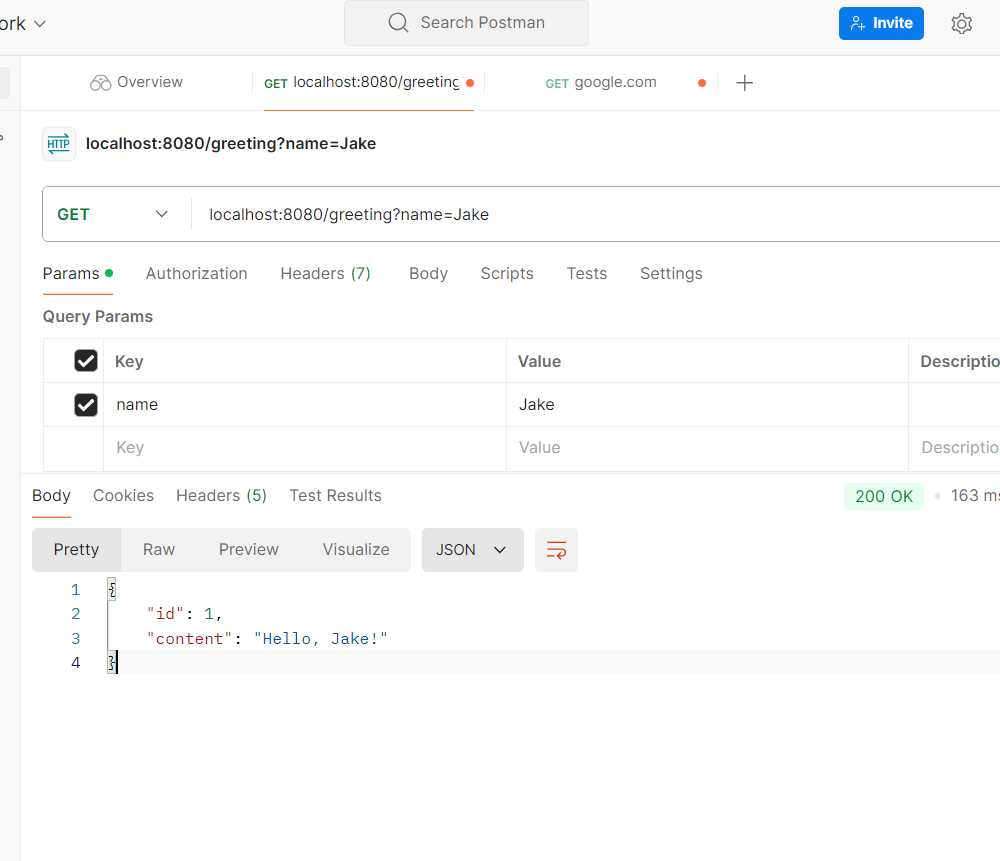 ork
Search Postman
Invite
Overview
GET localhost:8080/greeting
GET google.com
HTTP
localhost:8080/greeting?name=Jake
GET
localhost:8080/greeting?name=Jake
Params
Authorization
Headers (7)
Body
Scripts
Tests
Settings
Query Params
Key
Value
Descriptio
name
Jake
Key
Value
Descriptio
Body
Cookies
Headers (5)
Test Results
200 OK
163 ms
Pretty
Raw
Preview
Visualize
JSON
1 {
2 "id": 1,
3 "content": "Hello, Jake!"
4 }